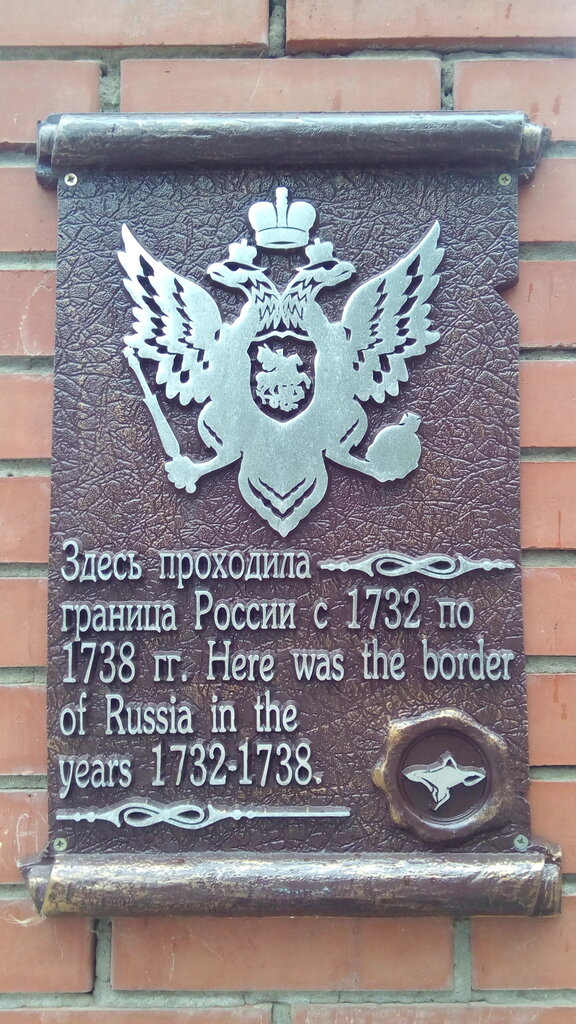 Здесь проходила
граница России с 1732 по
1738 гг. Here was the border
of Russia in the
years 1732-1738.